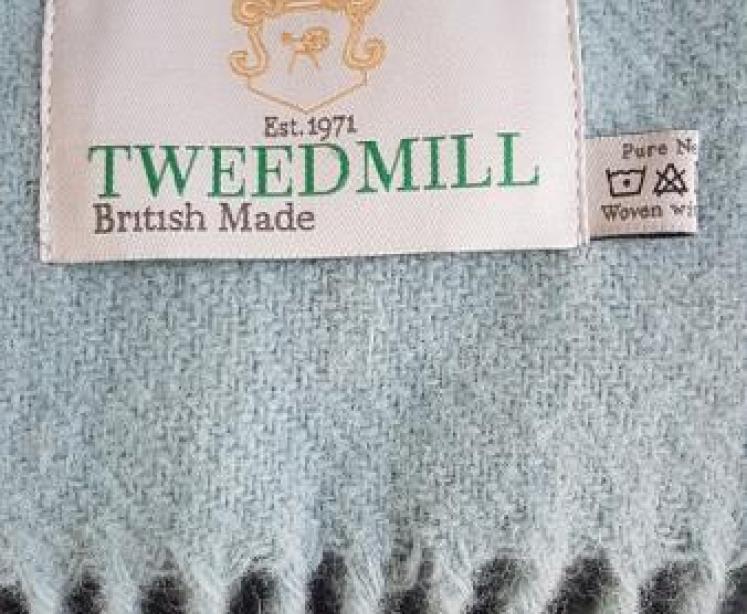 Est. 1971
TWEEDMILL
British Made
Pure
Woven